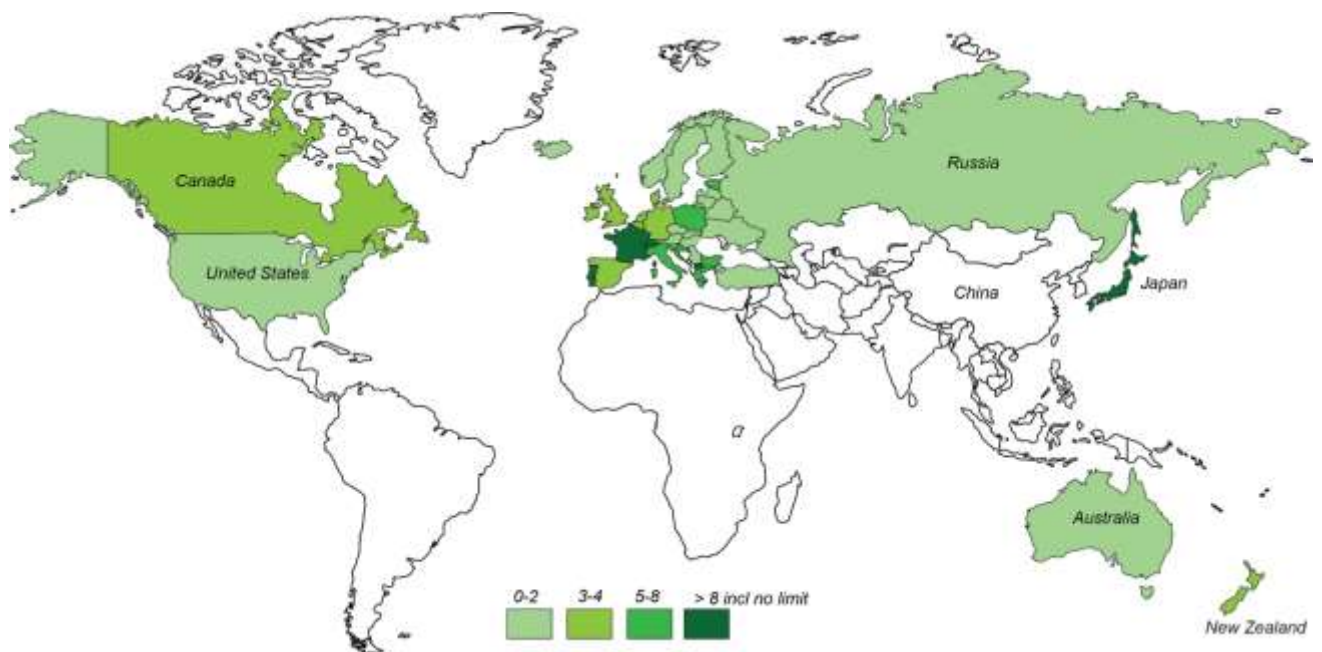 Canada
Russia
United States
China
Japan
Australia
0-2 3-4 5-8 > 8 incl no limit
New Zealand